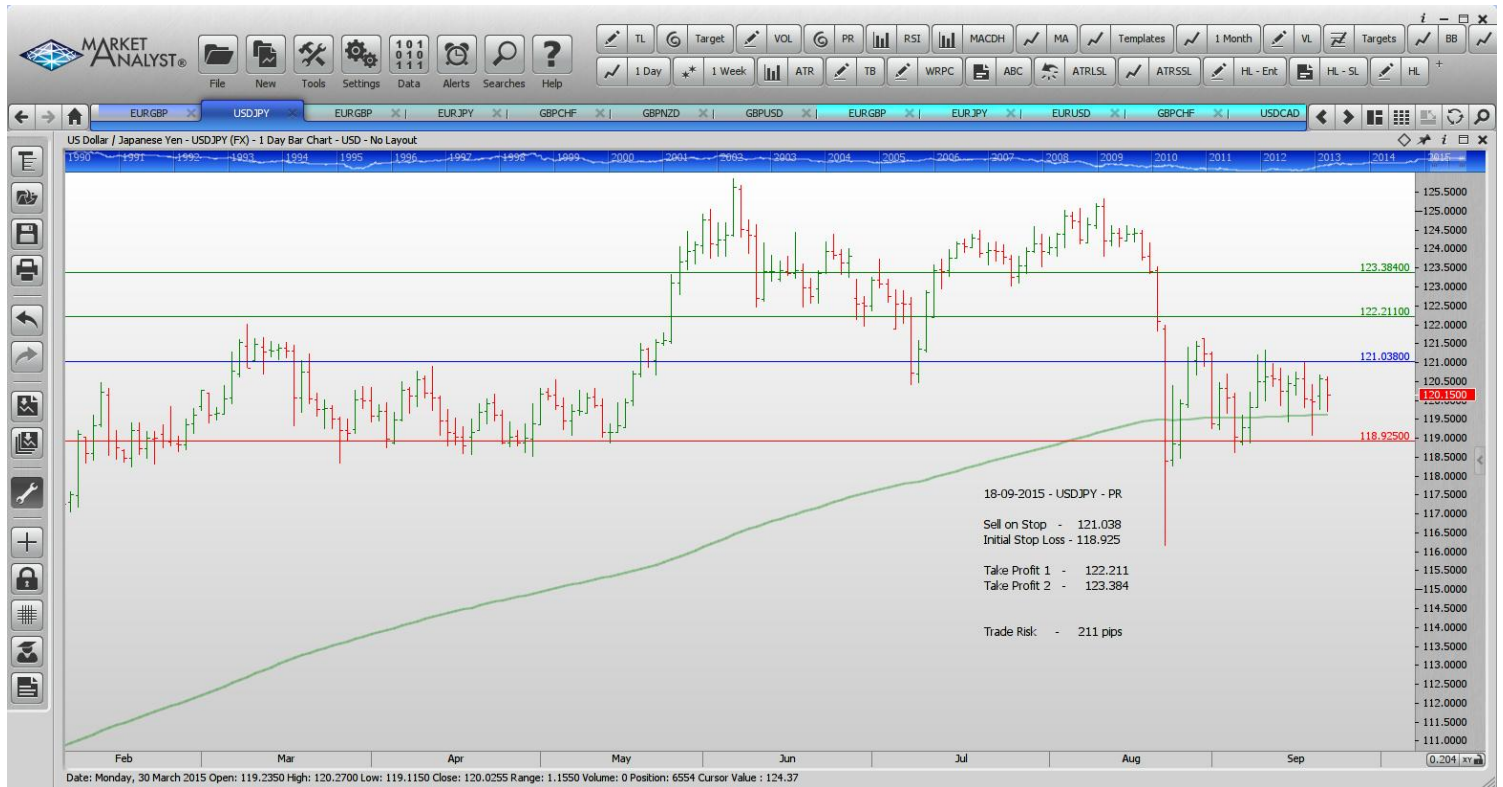 i
MARKET
ANALYST®
File New Tools Settings Data Alerts Searches Help
101
010
111
?
TL Target VOL PR RSI MACDH MA Templates 1 Month VL Targets BB
1 Day 1 Week ATR TB WRPC ABC ATRLSL ATRSSL HL - Ent HL - SL HL +
EURGBP USDJPY EURGBP EURJPY GBPCHF GBPNZD GBPUSD EURGBP EURJPY EURUSD GBPCHF USDCAD
US Dollar / Japanese Yen - USDJPY (FX) - 1 Day Bar Chart - USD - No Layout
i
1990 1991 1992 1993 1994 1995 1996 1997 1998 1999 2000 2001 2002 2003 2004 2005 2006 2007 2008 2009 2010 2011 2012 2013 2014 2015
125.5000
125.0000
124.5000
124.0000
123.38400
123.5000
123.0000
122.5000
122.21100
122.0000
121.5000
121.03800
121.0000
120.5000
120.1500
119.5000
118.92500
119.0000
118.5000
118.0000
117.5000
117.0000
116.5000
116.0000
115.5000
115.0000
114.5000
114.0000
113.5000
113.0000
112.5000
112.0000
111.5000
111.0000
18-09-2015 - USDJPY - PR
Sell on Stop - 121.038
Initial Stop Loss - 118.925
Take Profit 1 - 122.211
Take Profit 2 - 123.384
Trade Risk - 211 pips
Feb Mar Apr May Jun Jul Aug Sep
0.204 XY
Date: Monday, 30 March 2015 Open: 119.2350 High: 120.2700 Low: 119.1150 Close: 120.0255 Range: 1.1550 Volume: 0 Position: 6554 Cursor Value : 124.37